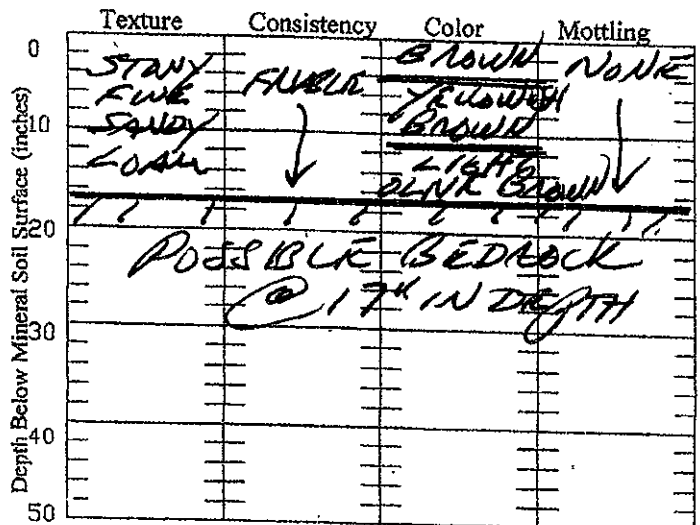 Texture Consistency Color Mottling
Depth Below Mineral Soil Surface (inches)
0
10
20
30
40
50
STONY
FINE
SANDY
LOAM
FRIABLE
BROWN
YELLOWISH
BROWN
LIGHT
OLIVE BROWN
NONE
POSSIBLE BEDROCK
@ 17" IN DEPTH